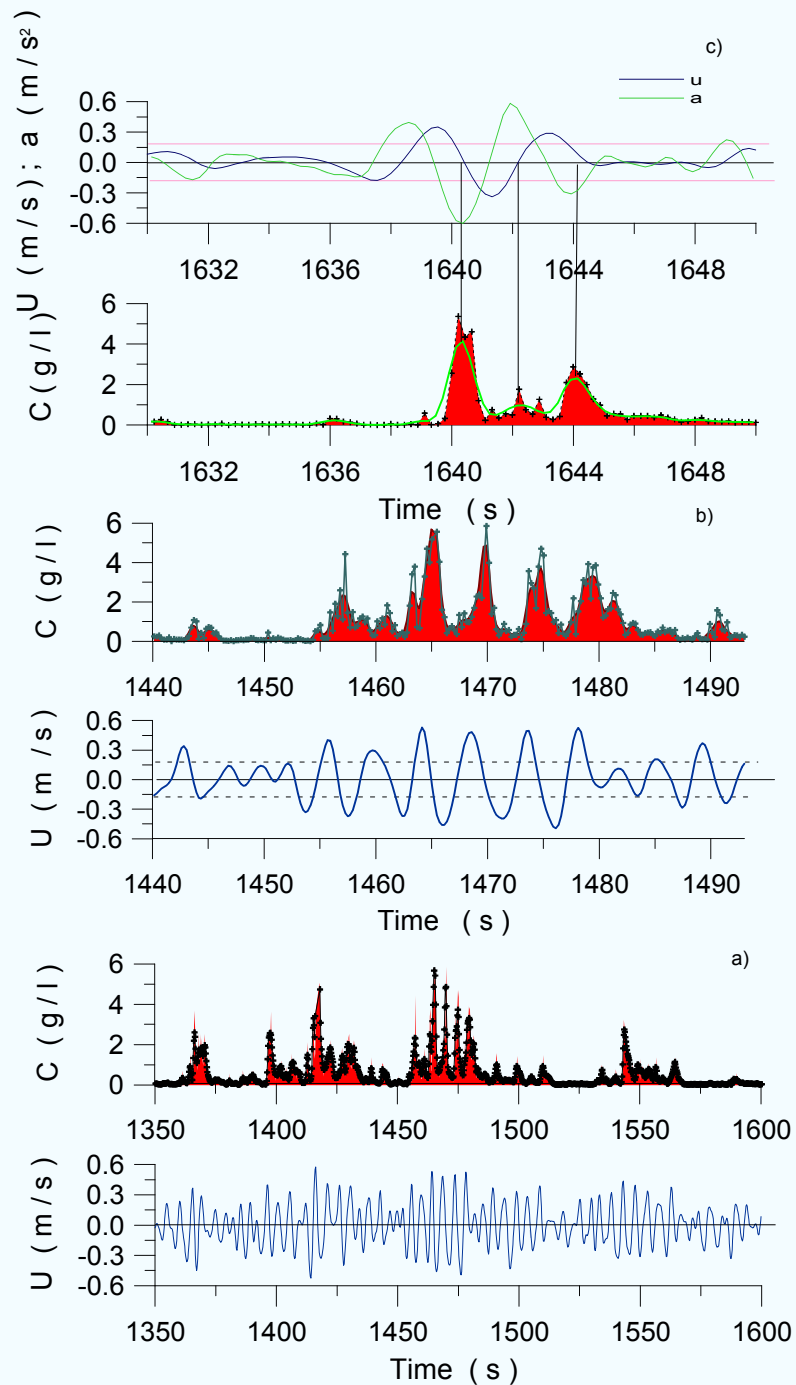 c)
u
a
U (m/s); a (m/s²)
0.6
0.3
0.0
-0.3
-0.6
1632 1636 1640 1644 1648
C (g/l)
6
4
2
0
1632 1636 1640 1644 1648
Time (s)
b)
C (g/l)
6
4
2
0
1440 1450 1460 1470 1480 1490
U (m/s)
0.6
0.3
0.0
-0.3
-0.6
1440 1450 1460 1470 1480 1490
Time (s)
a)
C (g/l)
6
4
2
0
1350 1400 1450 1500 1550 1600
U (m/s)
0.6
0.3
0.0
-0.3
-0.6
1350 1400 1450 1500 1550 1600
Time (s)